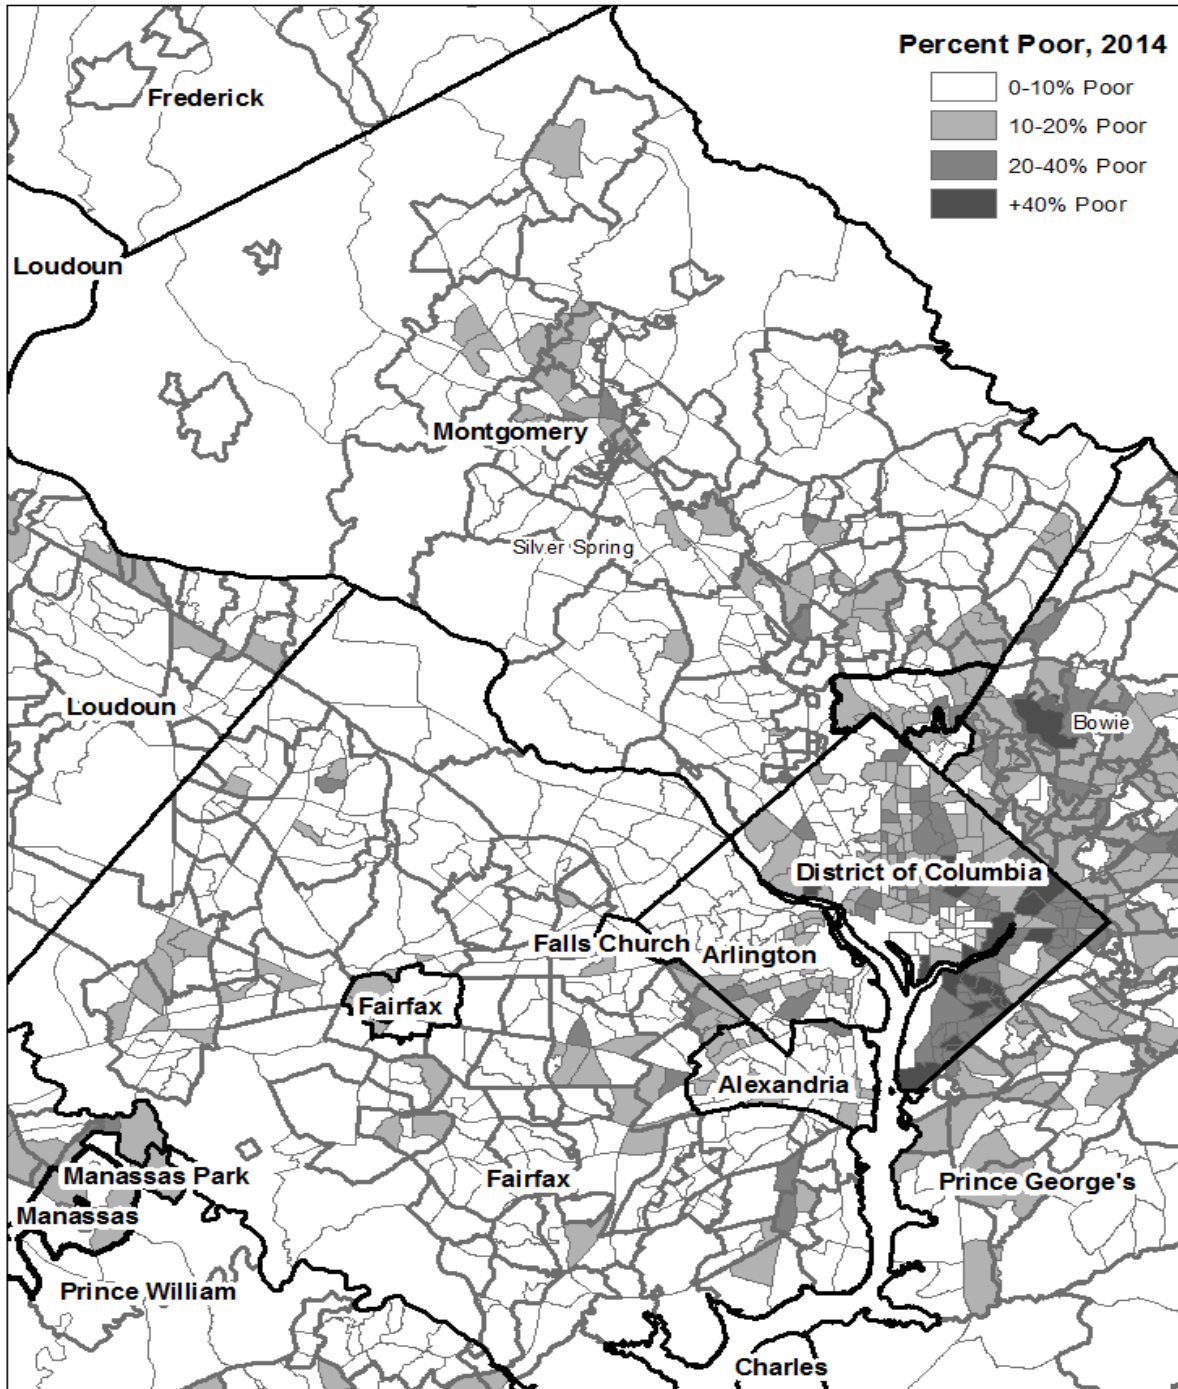 Percent Poor, 2014
0-10% Poor
10-20% Poor
20-40% Poor
+40% Poor
Frederick
Loudoun
Montgomery
Silver Spring
Loudoun
Bowie
District of Columbia
Falls Church
Arlington
Fairfax
Alexandria
Manassas Park
Fairfax
Prince George's
Manassas
Prince William
Charles